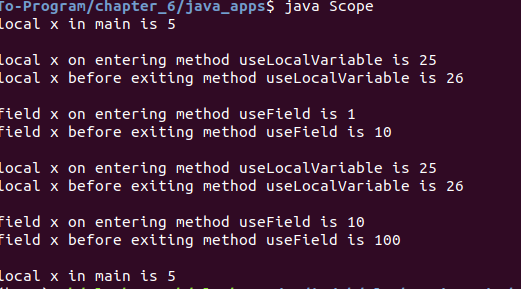 To-Program/chapter_6/java_apps$ java Scope
local x in main is 5
local x on entering method useLocalVariable is 25
local x before exiting method useLocalVariable is 26
field x on entering method useField is 1
field x before exiting method useField is 10
local x on entering method useLocalVariable is 25
local x before exiting method useLocalVariable is 26
field x on entering method useField is 10
field x before exiting method useField is 100
local x in main is 5